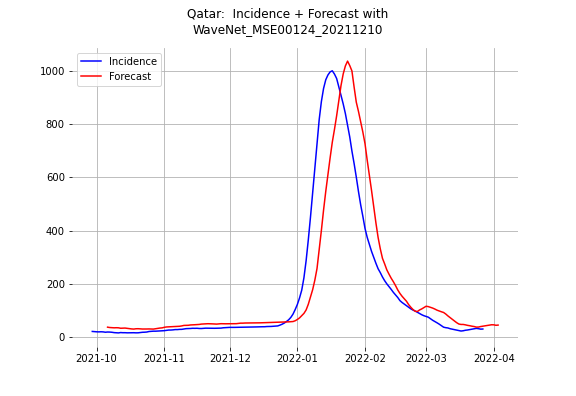 Qatar:  Incidence + Forecast with
WaveNet_MSE00124_20211210
Incidence
Forecast
1000
800
600
400
200
0
2021-10 2021-11 2021-12 2022-01 2022-02 2022-03 2022-04